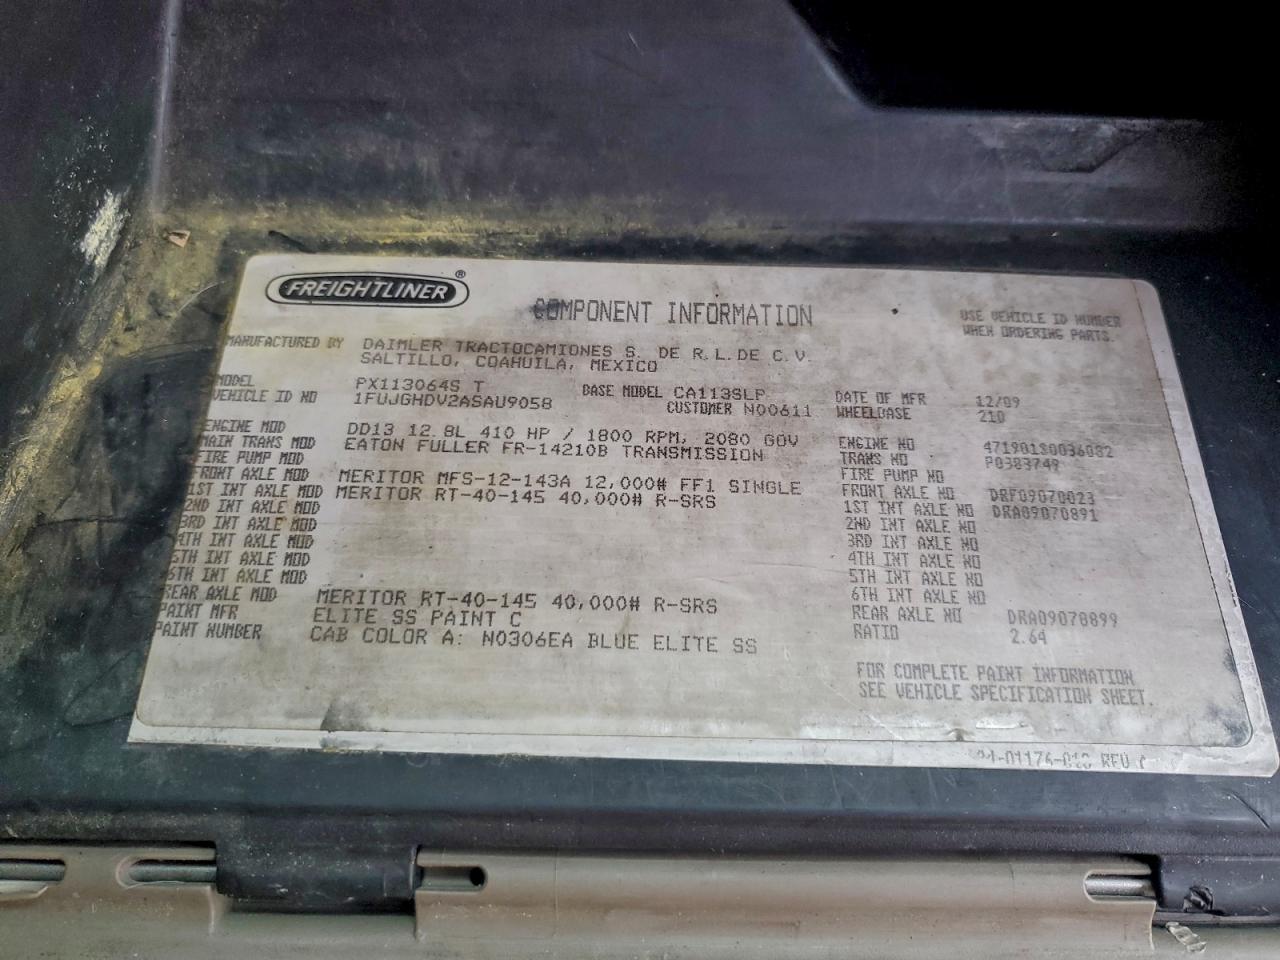 FREIGHTLINER®
COMPONENT INFORMATION
USE VEHICLE ID NUMBER
WHEN ORDERING PARTS.
MANUFACTURED BY DAIMLER TRACTOCAMIONES S. DE R.L.DE C.V.
SALTILLO, COAHUILA, MEXICO
MODEL PX113064S T BASE MODEL CA113SLP DATE OF MFR 12/09
VEHICLE ID NO 1FUJGHDV2ASAU9058 CUSTOMER N00611 WHEELBASE 210
ENGINE MOD DD13 12.8L 410 HP / 1800 RPM, 2080 GOV ENGINE NO 471901S0036082
MAIN TRANS MOD EATON FULLER FR-14210B TRANSMISSION TRANS NO P0383749
FIRE PUMP MOD FIRE PUMP NO
FRONT AXLE MOD MERITOR MFS-12-143A 12,000# FF1 SINGLE FRONT AXLE NO DRF09070023
1ST INT AXLE MOD MERITOR RT-40-145 40,000# R-SRS 1ST INT AXLE NO DRA09070891
2ND INT AXLE MOD 2ND INT AXLE NO
3RD INT AXLE MOD 3RD INT AXLE NO
4TH INT AXLE MOD 4TH INT AXLE NO
5TH INT AXLE MOD 5TH INT AXLE NO
6TH INT AXLE MOD 6TH INT AXLE NO
REAR AXLE MOD MERITOR RT-40-145 40,000# R-SRS REAR AXLE NO DRA09070899
PAINT MFR ELITE SS PAINT C RATIO 2.64
PAINT NUMBER CAB COLOR A: N0306EA BLUE ELITE SS
FOR COMPLETE PAINT INFORMATION
SEE VEHICLE SPECIFICATION SHEET.
REV